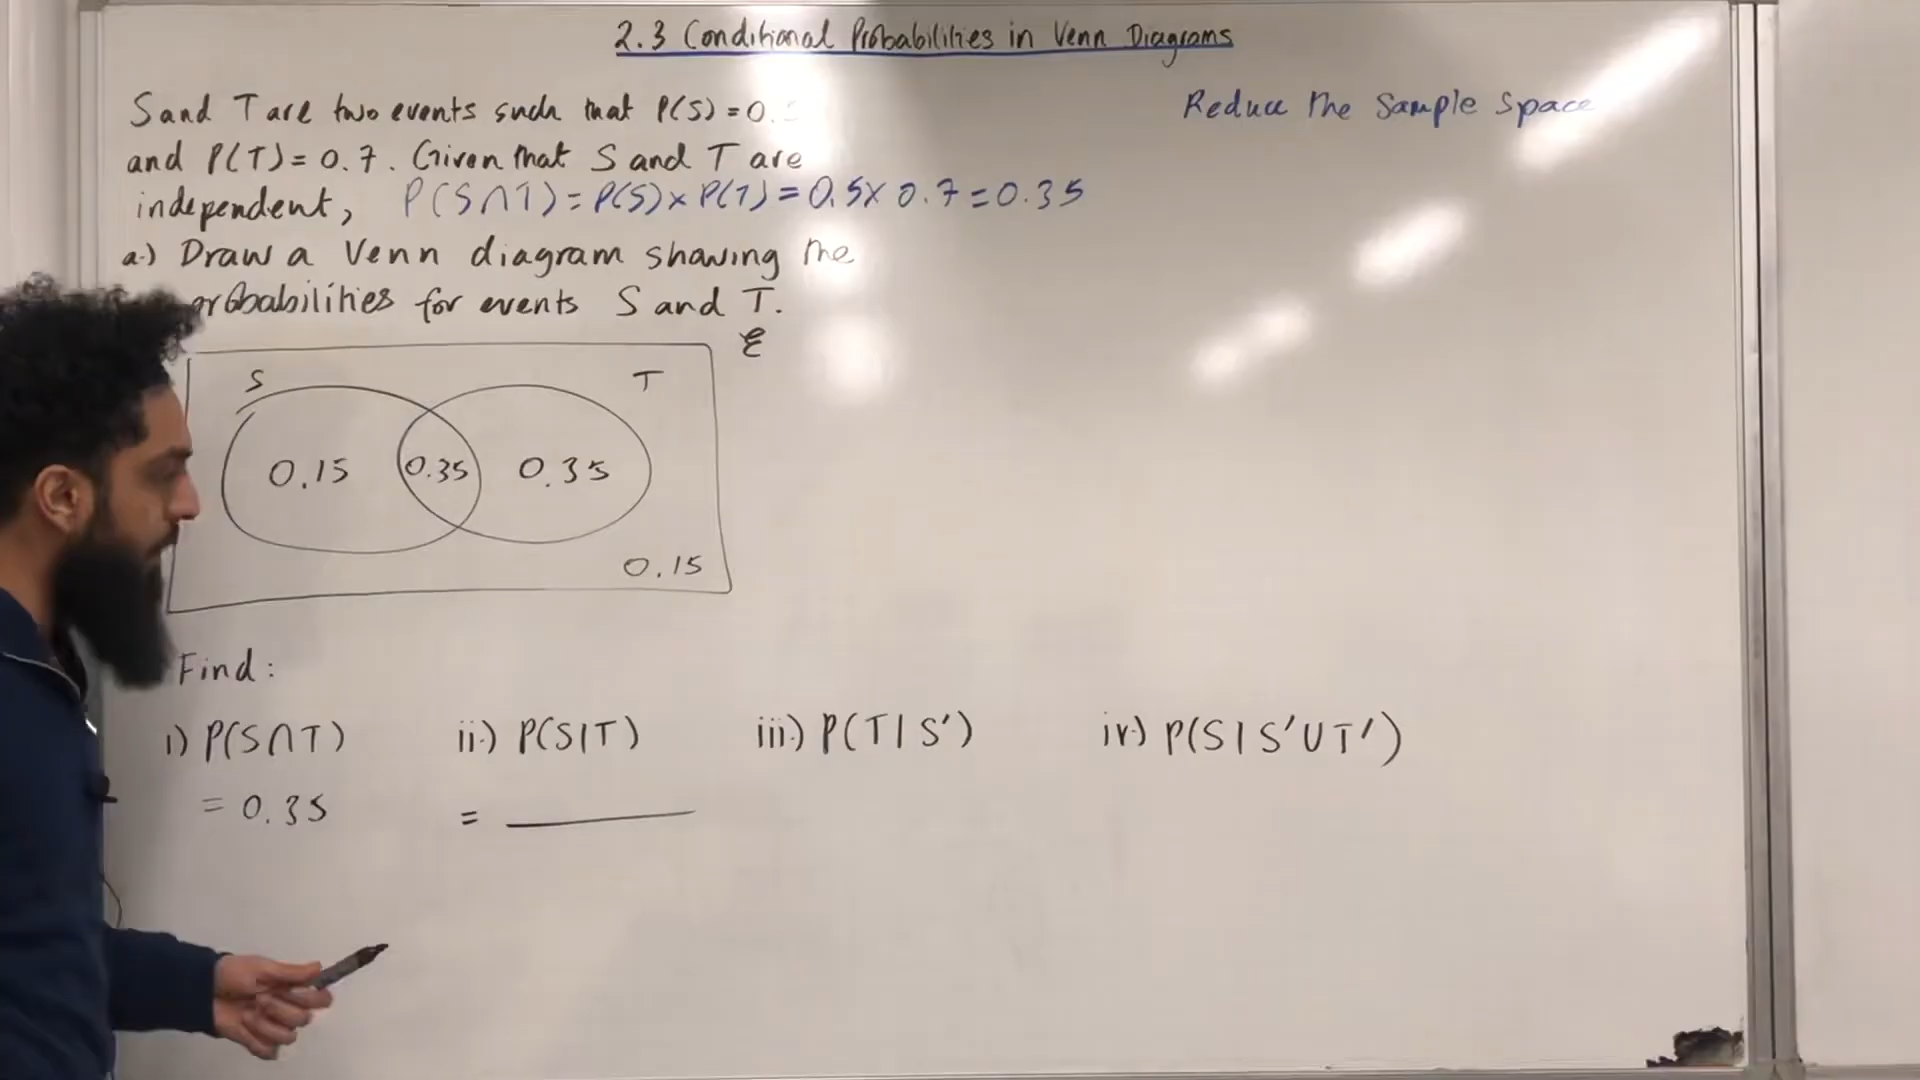 2.3 Conditional Probabilities in Venn Diagrams
Reduce the Sample Space
S and T are two events such that P(S) = 0.
and P(T) = 0.7. Given that S and T are
independent, P(S∩T) = P(S) × P(T) = 0.5 × 0.7 = 0.35
a.) Draw a Venn diagram showing the
probabilities for events S and T.
ℰ
S T
0.15 0.35 0.35
0.15
Find:
i) P(S∩T) ii.) P(S|T) iii.) P(T|S′) iv.) P(S|S′∪T′)
= 0.35 =